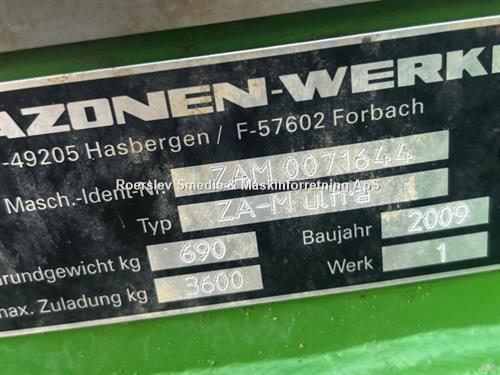 AZONEN-WERKE
-49205 Hasbergen / F-57602 Forbach
Masch.-Ident-Nr. ZAM 0071644
Roerslev Smedie & Maskinforretning ApS
Typ ZA-M ultra
Grundgewicht kg 690 Baujahr 2009
max. Zuladung kg 3600 Werk 1